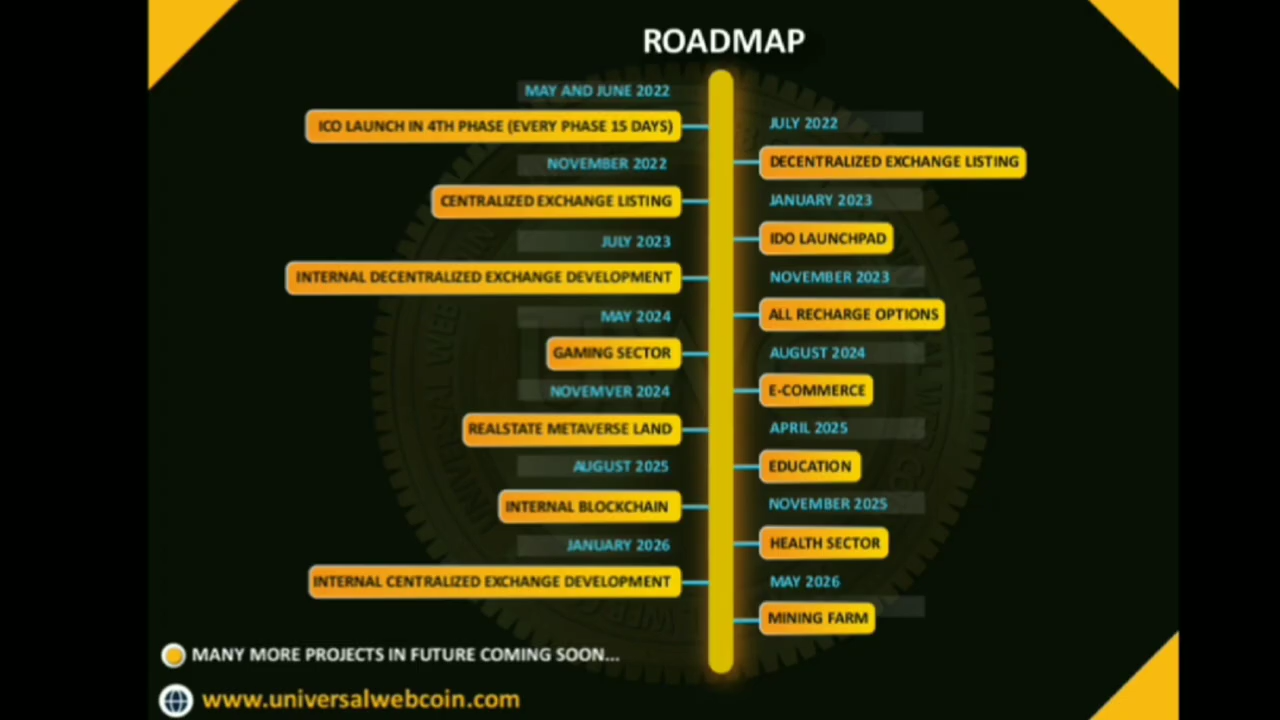 ROADMAP
MAY AND JUNE 2022
ICO LAUNCH IN 4TH PHASE (EVERY PHASE 15 DAYS)
JULY 2022
DECENTRALIZED EXCHANGE LISTING
NOVEMBER 2022
CENTRALIZED EXCHANGE LISTING
JANUARY 2023
IDO LAUNCHPAD
JULY 2023
INTERNAL DECENTRALIZED EXCHANGE DEVELOPMENT
NOVEMBER 2023
ALL RECHARGE OPTIONS
MAY 2024
GAMING SECTOR
AUGUST 2024
E-COMMERCE
NOVEMVER 2024
REALSTATE METAVERSE LAND
APRIL 2025
EDUCATION
AUGUST 2025
INTERNAL BLOCKCHAIN
NOVEMBER 2025
HEALTH SECTOR
JANUARY 2026
INTERNAL CENTRALIZED EXCHANGE DEVELOPMENT
MAY 2026
MINING FARM
MANY MORE PROJECTS IN FUTURE COMING SOON...
www.universalwebcoin.com